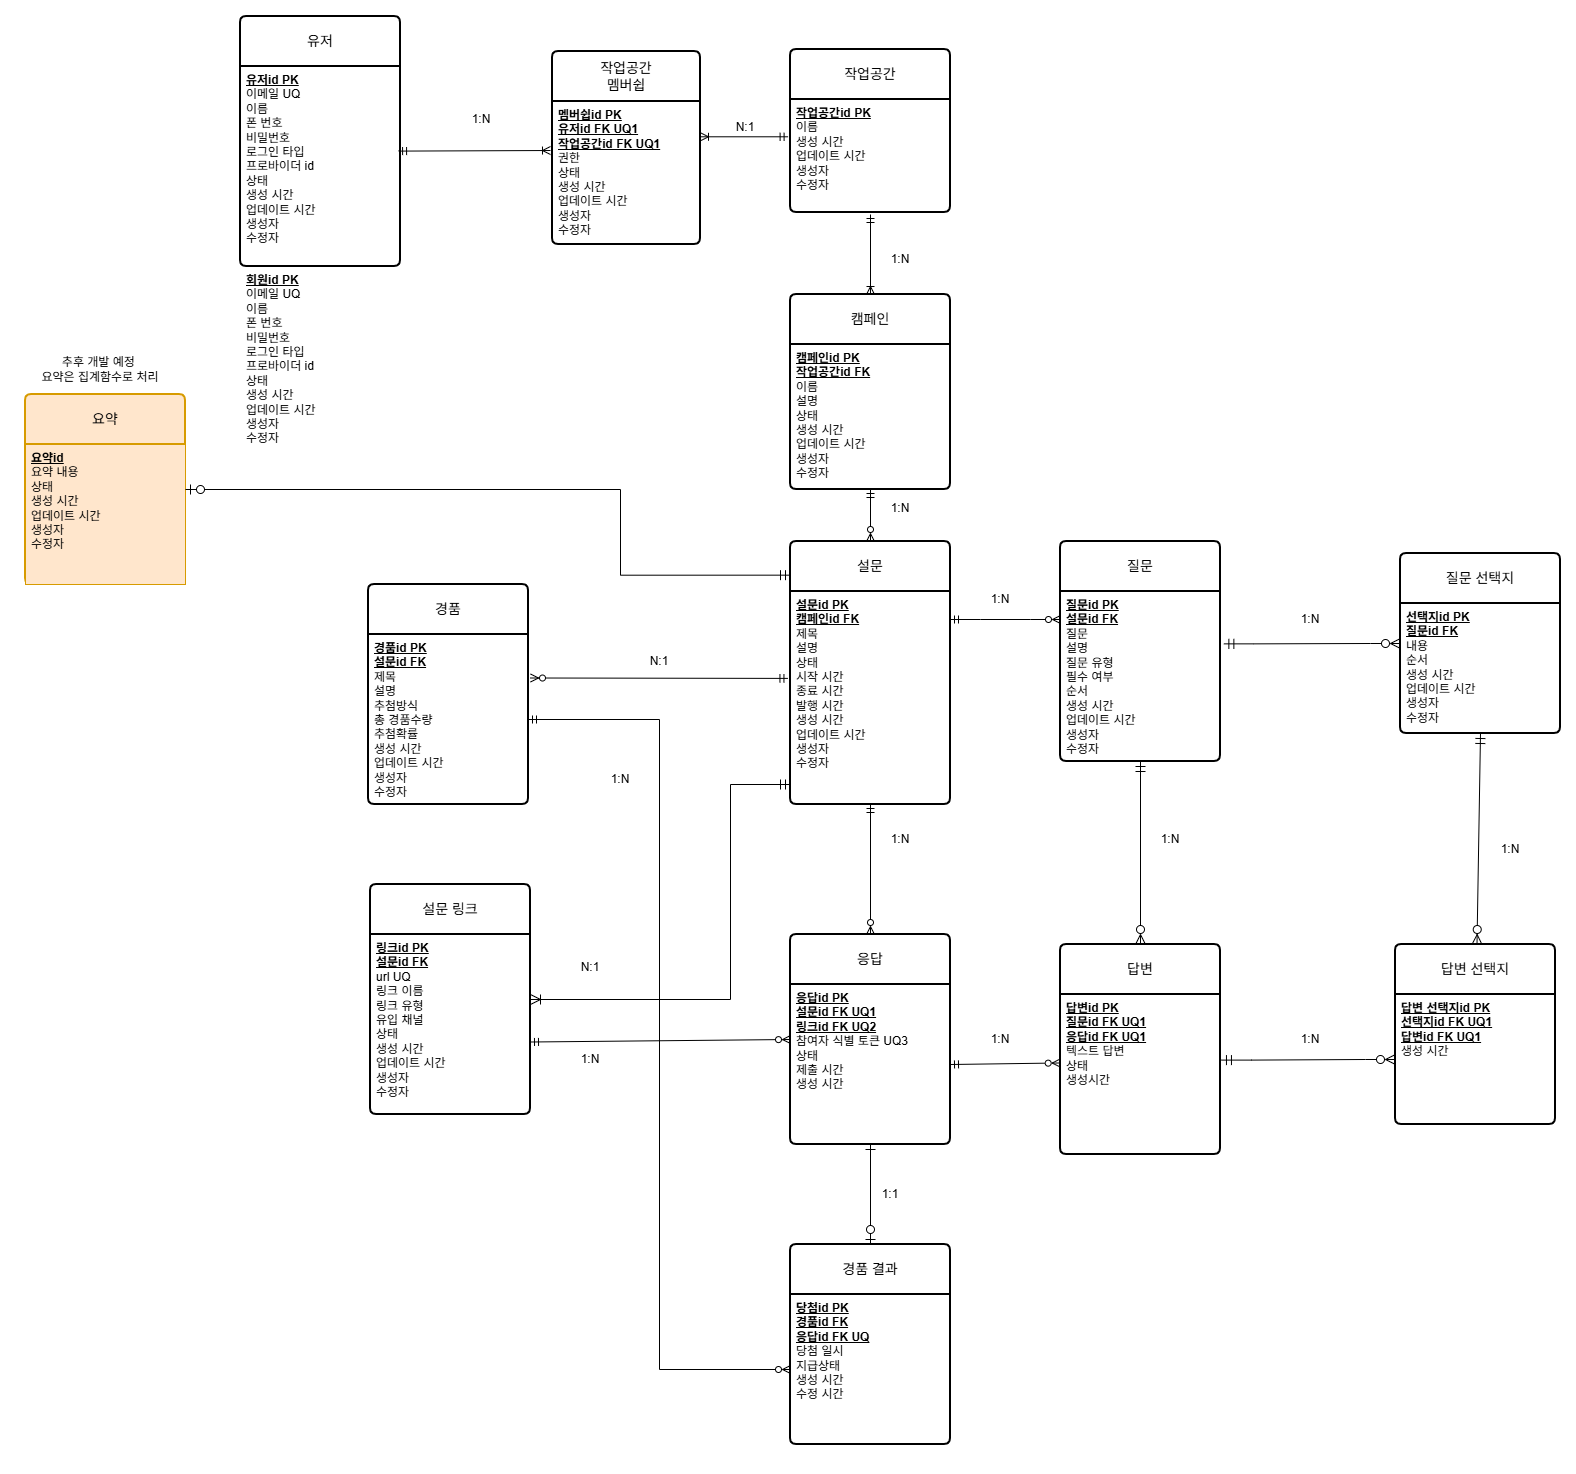 유저
유저id PK
이메일 UQ
이름
폰 번호
비밀번호
로그인 타입
프로바이더 id
상태
생성 시간
업데이트 시간
생성자
수정자
회원id PK
이메일 UQ
이름
폰 번호
비밀번호
로그인 타입
프로바이더 id
상태
생성 시간
업데이트 시간
생성자
수정자
1:N
작업공간
멤버쉽
멤버쉽id PK
유저id FK UQ1
작업공간id FK UQ1
권한
상태
생성 시간
업데이트 시간
생성자
수정자
N:1
작업공간
작업공간id PK
이름
생성 시간
업데이트 시간
생성자
수정자
1:N
캠페인
캠페인id PK
작업공간id FK
이름
설명
상태
생성 시간
업데이트 시간
생성자
수정자
1:N
추후 개발 예정
요약은 집계함수로 처리
요약
요약id
요약 내용
상태
생성 시간
업데이트 시간
생성자
수정자
경품
경품id PK
설문id FK
제목
설명
추첨방식
총 경품수량
추첨확률
생성 시간
업데이트 시간
생성자
수정자
N:1
1:N
설문
설문id PK
캠페인id FK
제목
설명
상태
시작 시간
종료 시간
발행 시간
생성 시간
업데이트 시간
생성자
수정자
1:N
질문
질문id PK
설문id FK
질문
설명
질문 유형
필수 여부
순서
생성 시간
업데이트 시간
생성자
수정자
1:N
질문 선택지
선택지id PK
질문id FK
내용
순서
생성 시간
업데이트 시간
생성자
수정자
1:N
1:N
1:N
설문 링크
링크id PK
설문id FK
url UQ
링크 이름
링크 유형
유입 채널
상태
생성 시간
업데이트 시간
생성자
수정자
N:1
1:N
응답
응답id PK
설문id FK UQ1
링크id FK UQ2
참여자 식별 토큰 UQ3
상태
제출 시간
생성 시간
1:N
답변
답변id PK
질문id FK UQ1
응답id FK UQ1
텍스트 답변
상태
생성시간
1:N
답변 선택지
답변 선택지id PK
선택지id FK UQ1
답변id FK UQ1
생성 시간
1:1
경품 결과
당첨id PK
경품id FK
응답id FK UQ
당첨 일시
지급상태
생성 시간
수정 시간